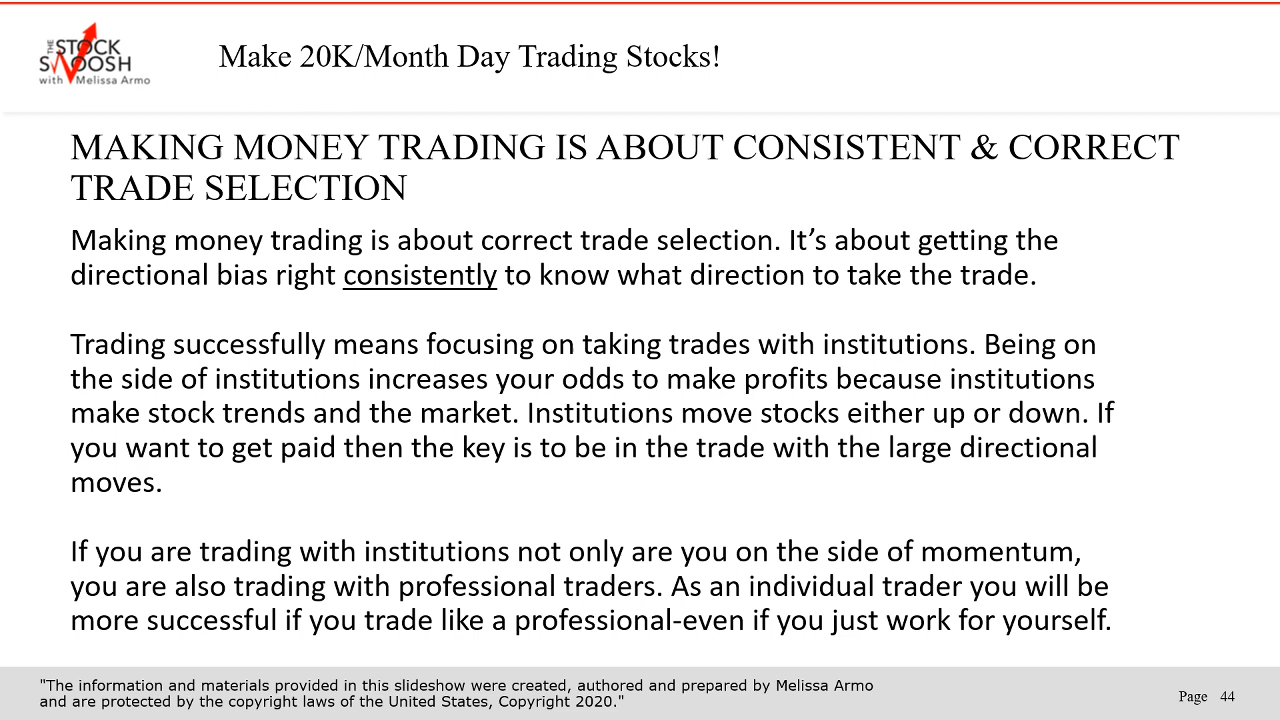 THE
STOCK
SWOOSH
with Melissa Armo
Make 20K/Month Day Trading Stocks!
MAKING MONEY TRADING IS ABOUT CONSISTENT & CORRECT
TRADE SELECTION
Making money trading is about correct trade selection. It’s about getting the
directional bias right consistently to know what direction to take the trade.
Trading successfully means focusing on taking trades with institutions. Being on
the side of institutions increases your odds to make profits because institutions
make stock trends and the market. Institutions move stocks either up or down. If
you want to get paid then the key is to be in the trade with the large directional
moves.
If you are trading with institutions not only are you on the side of momentum,
you are also trading with professional traders. As an individual trader you will be
more successful if you trade like a professional-even if you just work for yourself.
"The information and materials provided in this slideshow were created, authored and prepared by Melissa Armo
and are protected by the copyright laws of the United States, Copyright 2020."
Page 44